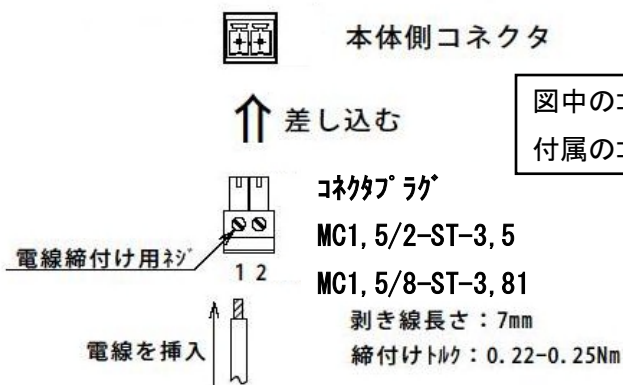 本体側コネクタ
差し込む
図中のコ
付属のコ
コネクタプラグ
MC1,5/2-ST-3,5
MC1,5/8-ST-3,81
電線締付け用ネジ
1 2
剥き線長さ：7mm
電線を挿入
締付けトルク：0.22-0.25Nm